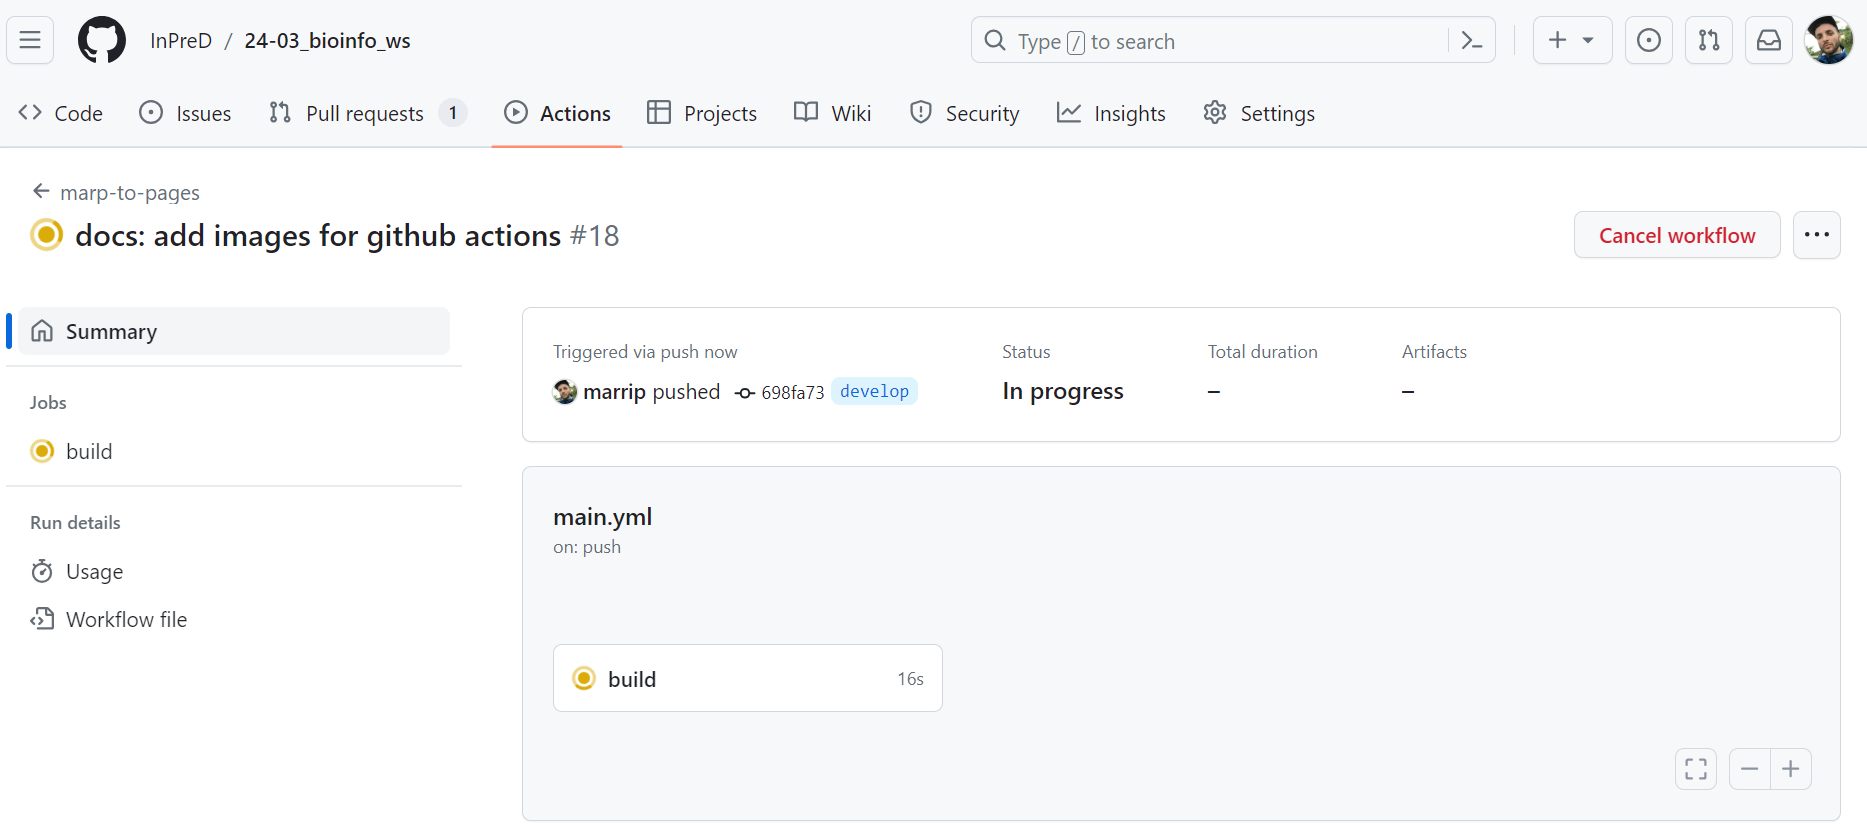 InPreD / 24-03_bioinfo_ws
Type / to search
Code
Issues
Pull requests 1
Actions
Projects
Wiki
Security
Insights
Settings
marp-to-pages
docs: add images for github actions #18
Cancel workflow
Summary
Jobs
build
Run details
Usage
Workflow file
Triggered via push now
marrip pushed 698fa73 develop
Status
In progress
Total duration
–
Artifacts
–
main.yml
on: push
build 16s